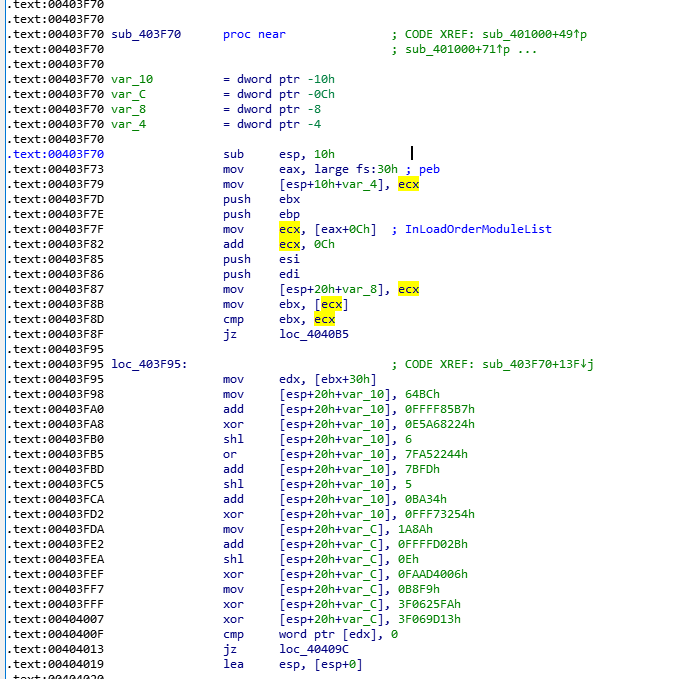 .text:00403F70
.text:00403F70
.text:00403F70 sub_403F70 proc near ; CODE XREF: sub_401000+49↑p
.text:00403F70 ; sub_401000+71↑p ...
.text:00403F70
.text:00403F70 var_10 = dword ptr -10h
.text:00403F70 var_C = dword ptr -0Ch
.text:00403F70 var_8 = dword ptr -8
.text:00403F70 var_4 = dword ptr -4
.text:00403F70
.text:00403F70 sub esp, 10h
.text:00403F73 mov eax, large fs:30h ; peb
.text:00403F79 mov [esp+10h+var_4], ecx
.text:00403F7D push ebx
.text:00403F7E push ebp
.text:00403F7F mov ecx, [eax+0Ch] ; InLoadOrderModuleList
.text:00403F82 add ecx, 0Ch
.text:00403F85 push esi
.text:00403F86 push edi
.text:00403F87 mov [esp+20h+var_8], ecx
.text:00403F8B mov ebx, [ecx]
.text:00403F8D cmp ebx, ecx
.text:00403F8F jz loc_4040B5
.text:00403F95
.text:00403F95 loc_403F95: ; CODE XREF: sub_403F70+13F↓j
.text:00403F95 mov edx, [ebx+30h]
.text:00403F98 mov [esp+20h+var_10], 64BCh
.text:00403FA0 add [esp+20h+var_10], 0FFFF85B7h
.text:00403FA8 xor [esp+20h+var_10], 0E5A68224h
.text:00403FB0 shl [esp+20h+var_10], 6
.text:00403FB5 or [esp+20h+var_10], 7FA52244h
.text:00403FBD add [esp+20h+var_10], 7BFDh
.text:00403FC5 shl [esp+20h+var_10], 5
.text:00403FCA add [esp+20h+var_10], 0BA34h
.text:00403FD2 xor [esp+20h+var_10], 0FFF73254h
.text:00403FDA mov [esp+20h+var_C], 1A8Ah
.text:00403FE2 add [esp+20h+var_C], 0FFFFD02Bh
.text:00403FEA shl [esp+20h+var_C], 0Eh
.text:00403FEF xor [esp+20h+var_C], 0FAAD4006h
.text:00403FF7 mov [esp+20h+var_C], 0B8F9h
.text:00403FFF xor [esp+20h+var_C], 3F0625FAh
.text:00404007 xor [esp+20h+var_C], 3F069D13h
.text:0040400F cmp word ptr [edx], 0
.text:00404013 jz loc_40409C
.text:00404019 lea esp, [esp+0]
.text:00404020